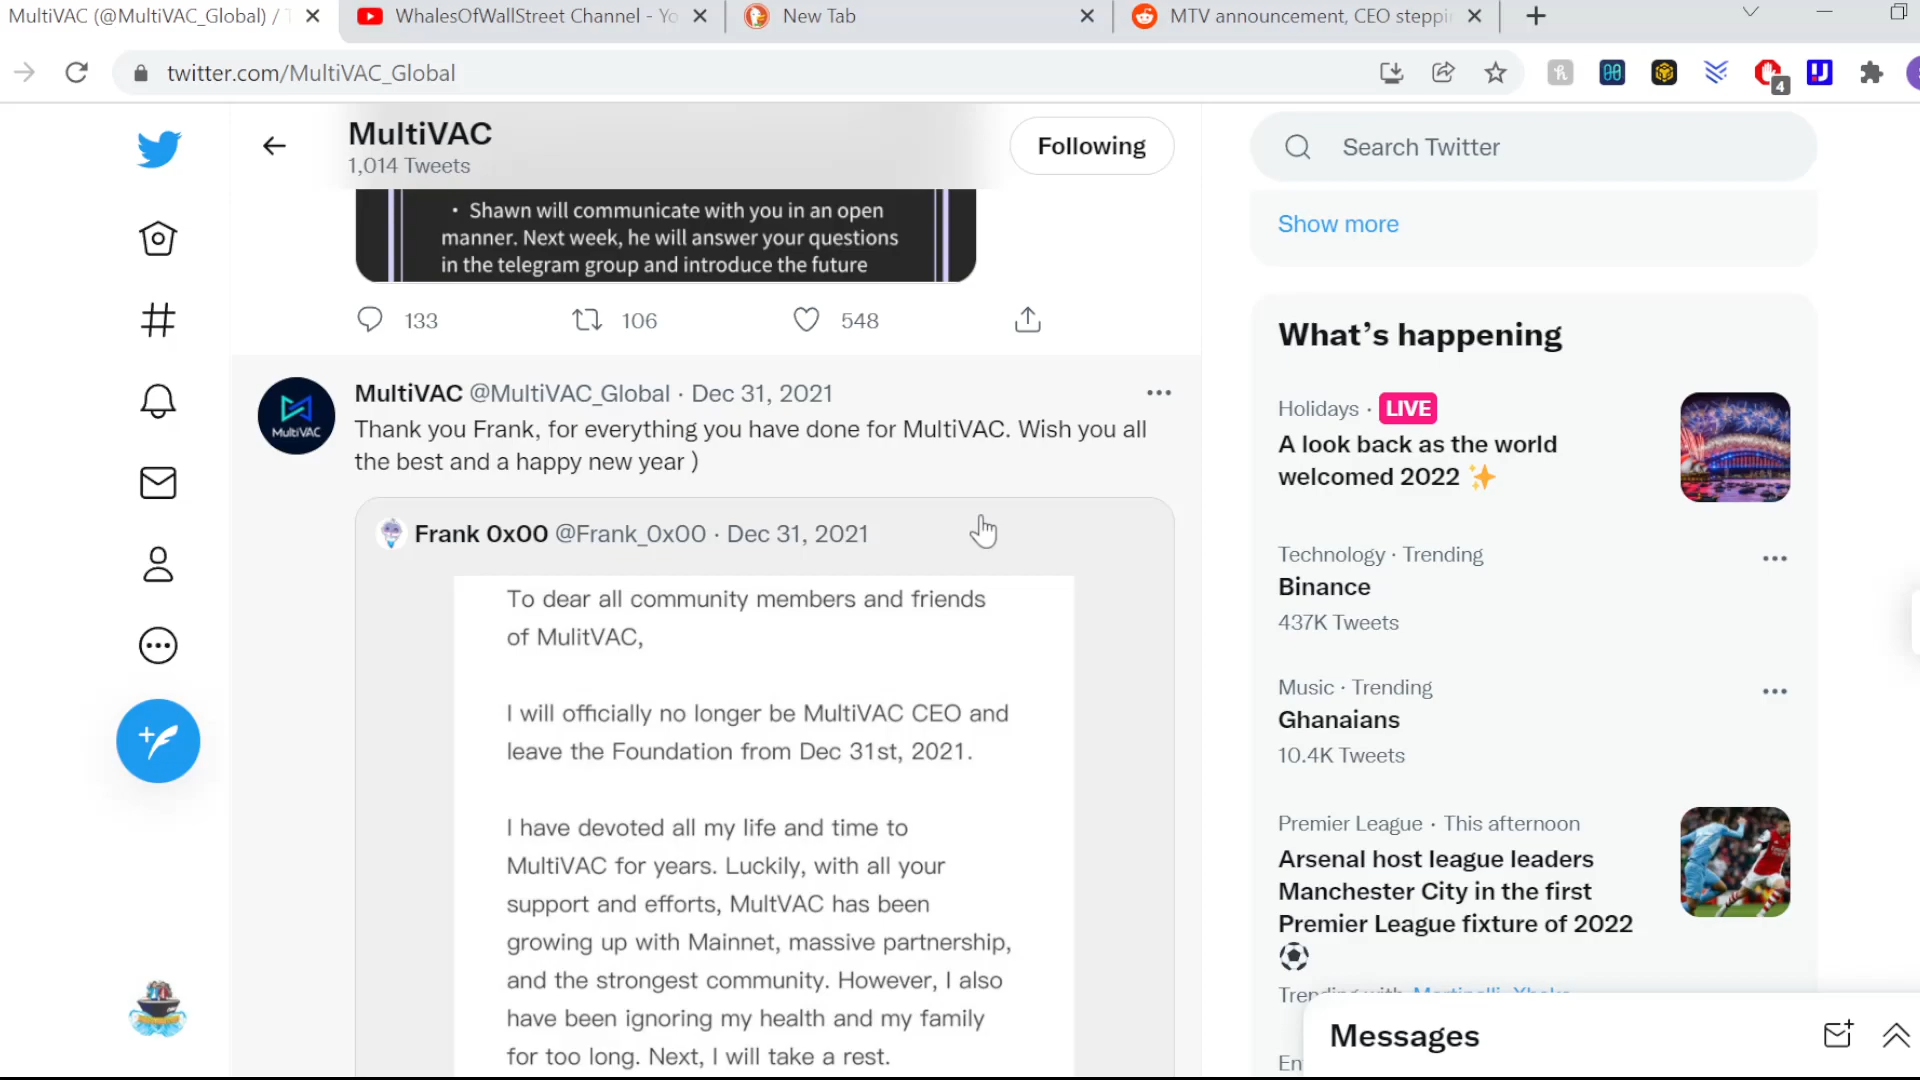 MultiVAC (@MultiVAC_Global) /
WhalesOfWallStreet Channel - Yo
New Tab
MTV announcement, CEO steppi
twitter.com/MultiVAC_Global
4
MultiVAC
1,014 Tweets
Following
Search Twitter
• Shawn will communicate with you in an open
manner. Next week, he will answer your questions
in the telegram group and introduce the future
133
106
548
Show more
MultiVAC @MultiVAC_Global · Dec 31, 2021
Thank you Frank, for everything you have done for MultiVAC. Wish you all
the best and a happy new year )
MultiVAC
Frank 0x00 @Frank_0x00 · Dec 31, 2021
To dear all community members and friends
of MulitVAC,
I will officially no longer be MultiVAC CEO and
leave the Foundation from Dec 31st, 2021.
I have devoted all my life and time to
MultiVAC for years. Luckily, with all your
support and efforts, MultVAC has been
growing up with Mainnet, massive partnership,
and the strongest community. However, I also
have been ignoring my health and my family
for too long. Next, I will take a rest.
What's happening
Holidays · LIVE
A look back as the world
welcomed 2022 ✨
Technology · Trending
Binance
437K Tweets
Music · Trending
Ghanaians
10.4K Tweets
Premier League · This afternoon
Arsenal host league leaders
Manchester City in the first
Premier League fixture of 2022
⚽
Messages